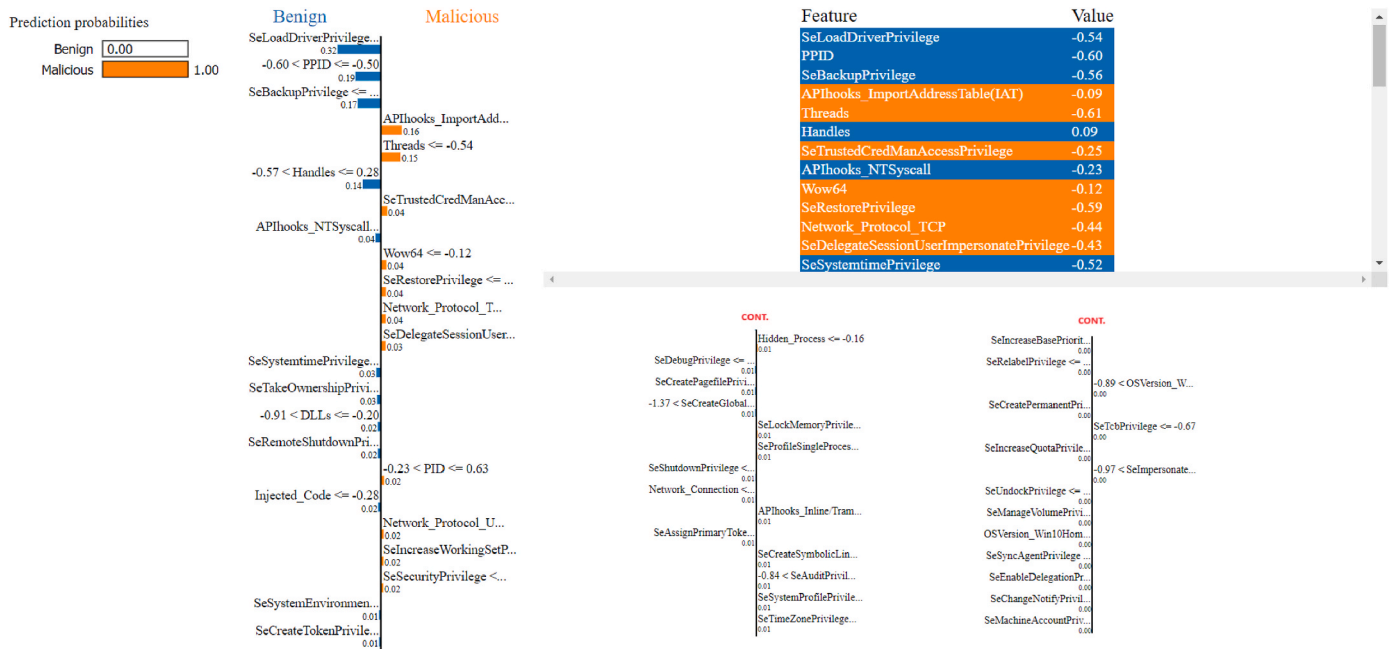 Prediction probabilities
Benign 0.00
Malicious 1.00
Benign Malicious
SeLoadDriverPrivilege...
0.32
-0.60 < PPID <= -0.50
0.19
SeBackupPrivilege <= ...
0.17
APIhooks_ImportAdd...
0.16
Threads <= -0.54
0.15
-0.57 < Handles <= 0.28
0.14
SeTrustedCredManAcc...
0.04
APIhooks_NTSyscall...
0.04
Wow64 <= -0.12
0.04
SeRestorePrivilege <= ...
0.04
Network_Protocol_T...
0.04
SeDelegateSessionUser...
0.03
SeSystemtimePrivilege...
0.03
SeTakeOwnershipPrivi...
0.03
-0.91 < DLLs <= -0.20
0.02
SeRemoteShutdownPri...
0.02
-0.23 < PID <= 0.63
0.02
Injected_Code <= -0.28
0.02
Network_Protocol_U...
0.02
SeIncreaseWorkingSetP...
0.02
SeSecurityPrivilege <...
0.02
SeSystemEnvironmen...
0.01
SeCreateTokenPrivile...
0.01
Feature Value
SeLoadDriverPrivilege -0.54
PPID -0.60
SeBackupPrivilege -0.56
APIhooks_ImportAddressTable(IAT) -0.09
Threads -0.61
Handles 0.09
SeTrustedCredManAccessPrivilege -0.25
APIhooks_NTSyscall -0.23
Wow64 -0.12
SeRestorePrivilege -0.59
Network_Protocol_TCP -0.44
SeDelegateSessionUserImpersonatePrivilege -0.43
SeSystemtimePrivilege -0.52
CONT.
Hidden_Process <= -0.16
0.01
SeDebugPrivilege <= ...
0.01
SeCreatePagefilePrivi...
0.01
-1.37 < SeCreateGlobal...
0.01
SeLockMemoryPrivile...
0.01
SeProfileSingleProces...
0.01
SeShutdownPrivilege <...
0.01
Network_Connection <...
0.01
APIhooks_Inline/Tram...
0.01
SeAssignPrimaryToke...
0.01
SeCreateSymbolicLin...
0.01
-0.84 < SeAuditPrivil...
0.01
SeSystemProfilePrivile...
0.01
SeTimeZonePrivilege...
0.01
CONT.
SeIncreaseBasePriorit...
0.00
SeRelabelPrivilege <= ...
0.00
-0.89 < OSVersion_W...
0.00
SeCreatePermanentPri...
0.00
SeTcbPrivilege <= -0.67
0.00
SeIncreaseQuotaPrivile...
0.00
-0.97 < SeImpersonate...
0.00
SeUndockPrivilege <= ...
0.00
SeManageVolumePrivi...
0.00
OSVersion_Win10Hom...
0.00
SeSyncAgentPrivilege ...
0.00
SeEnableDelegationPr...
0.00
SeChangeNotifyPrivil...
0.00
SeMachineAccountPriv...
0.00